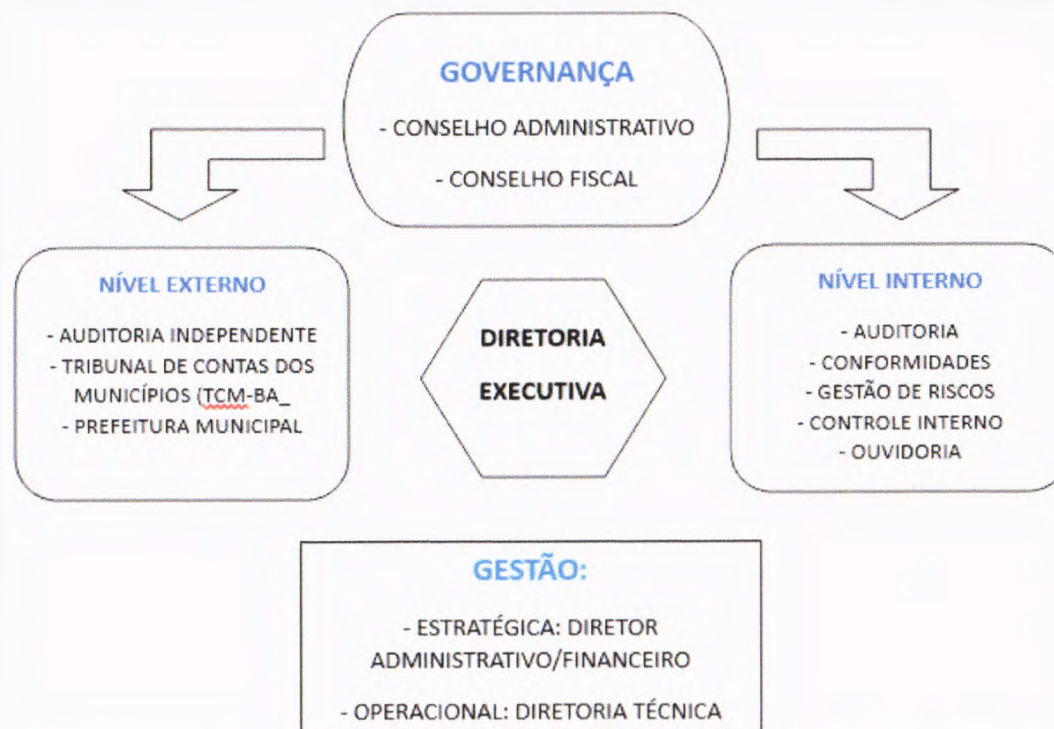 GOVERNANÇA
- CONSELHO ADMINISTRATIVO
- CONSELHO FISCAL
NÍVEL EXTERNO
- AUDITORIA INDEPENDENTE
- TRIBUNAL DE CONTAS DOS
MUNICÍPIOS (TCM-BA_
- PREFEITURA MUNICIPAL
DIRETORIA
EXECUTIVA
NÍVEL INTERNO
- AUDITORIA
- CONFORMIDADES
- GESTÃO DE RISCOS
- CONTROLE INTERNO
- OUVIDORIA
GESTÃO:
- ESTRATÉGICA: DIRETOR
ADMINISTRATIVO/FINANCEIRO
- OPERACIONAL: DIRETORIA TÉCNICA